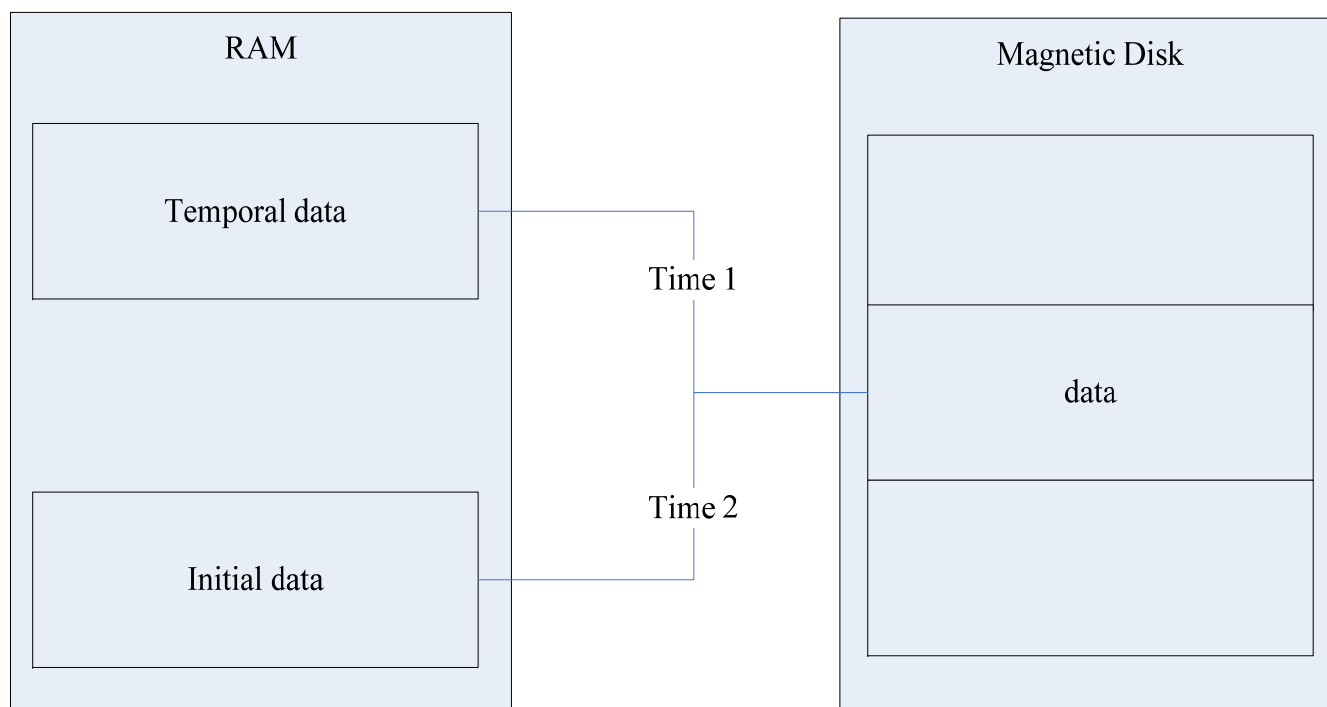 RAM
Magnetic Disk
Temporal data
Time 1
data
Time 2
Initial data